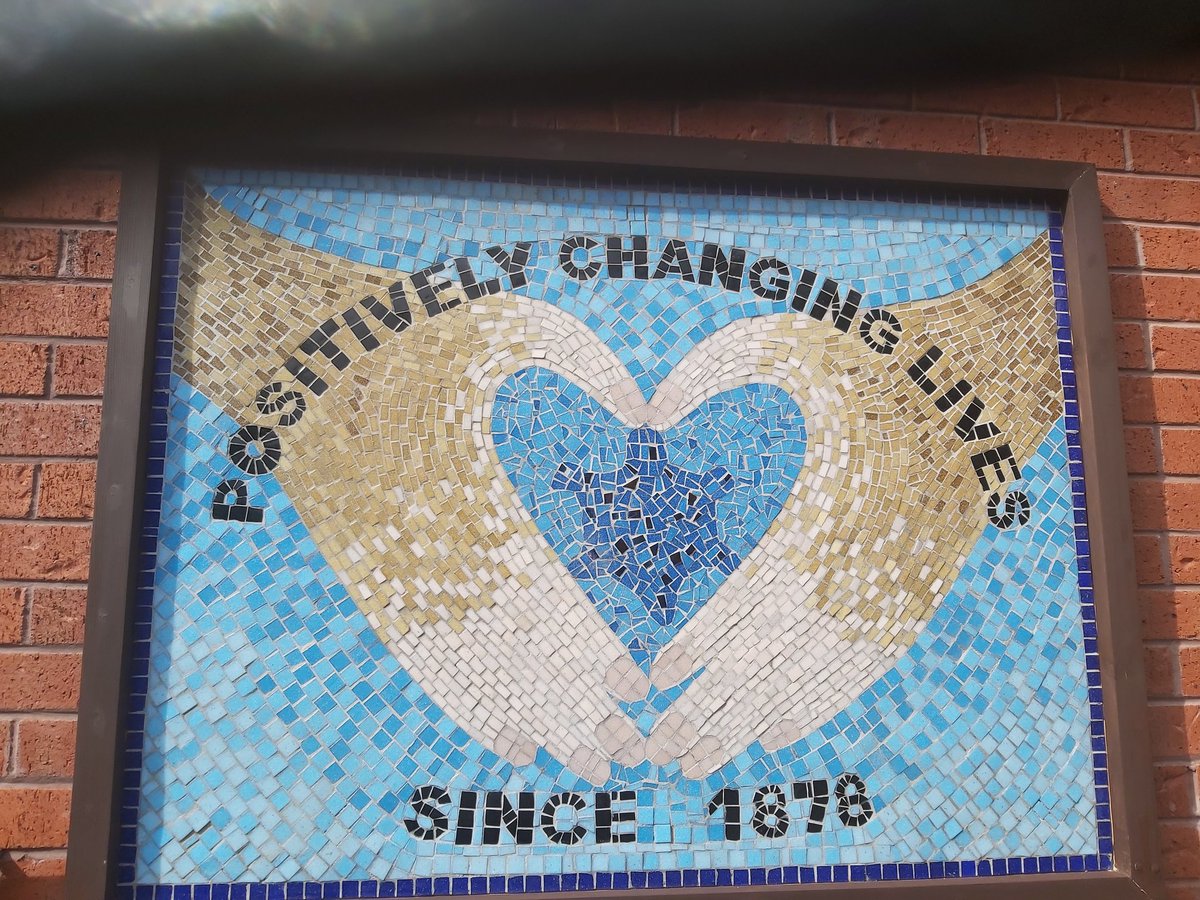 POSITIVELY CHANGING LIVES
SINCE 1878